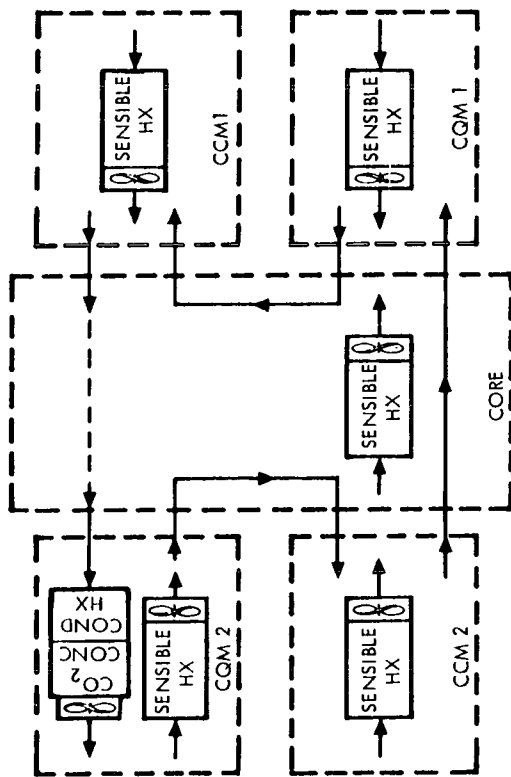 SENSIBLE
HX
CCM1
SENSIBLE
HX
CQM 1
SENSIBLE
HX
CORE
COND
HX
CO2
CONC
SENSIBLE
HX
CQM 2
SENSIBLE
HX
CCM 2